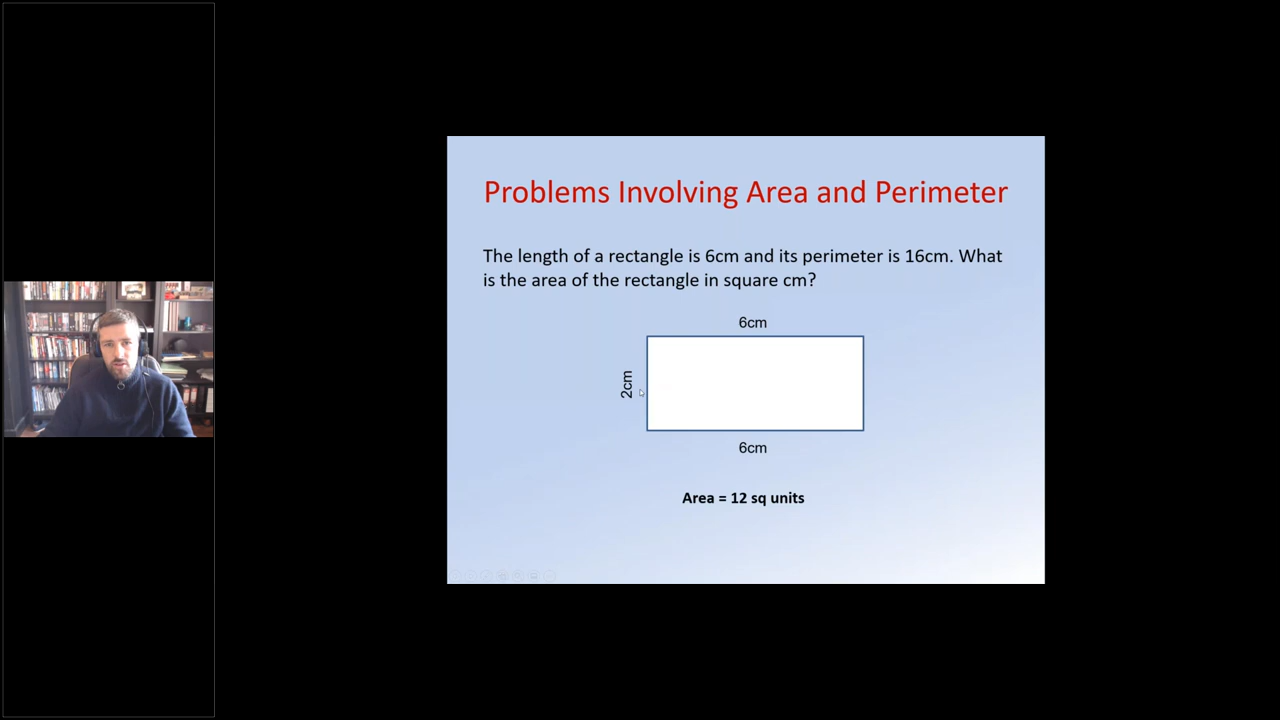 Problems Involving Area and Perimeter
The length of a rectangle is 6cm and its perimeter is 16cm. What
is the area of the rectangle in square cm?
6cm
2cm
6cm
Area = 12 sq units